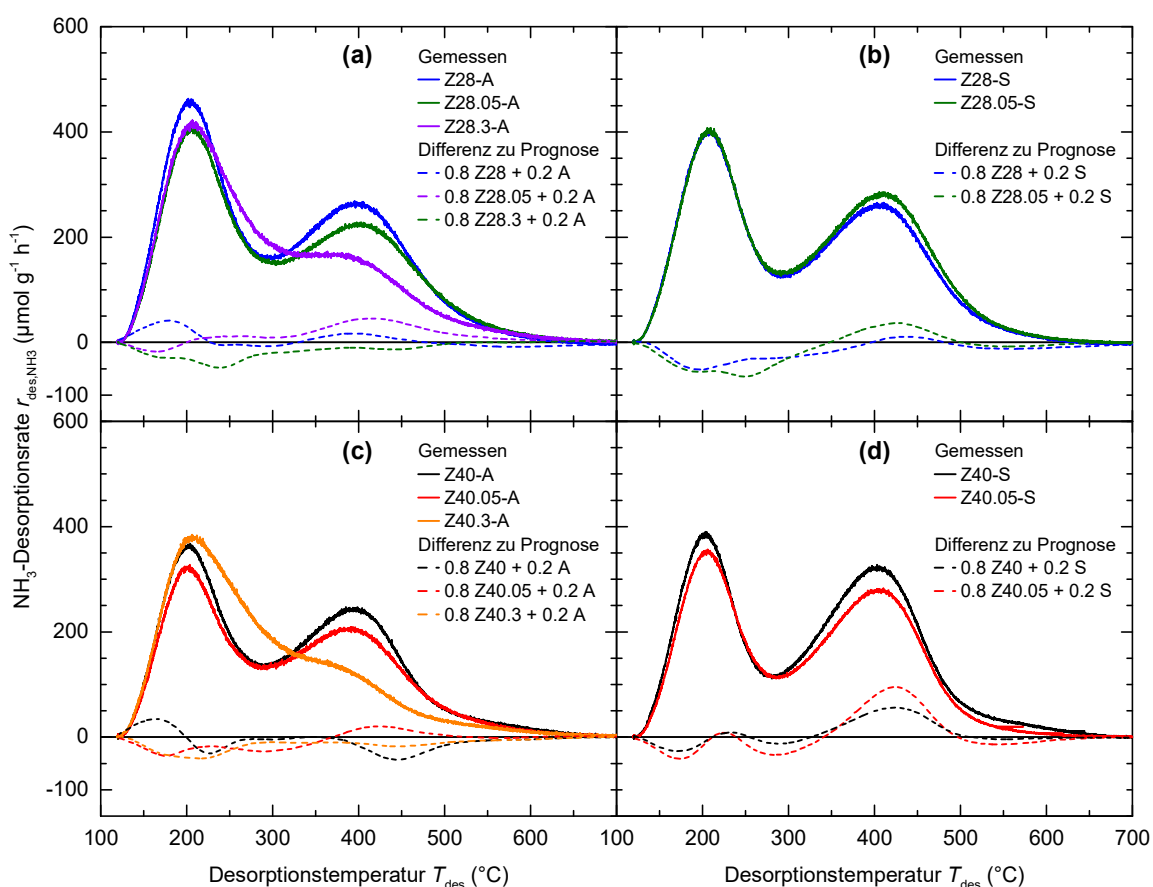 600
400
200
0
-100
(a)
Gemessen
Z28-A
Z28.05-A
Z28.3-A
Differenz zu Prognose
0.8 Z28 + 0.2 A
0.8 Z28.05 + 0.2 A
0.8 Z28.3 + 0.2 A
(b)
Gemessen
Z28-S
Z28.05-S
Differenz zu Prognose
0.8 Z28 + 0.2 S
0.8 Z28.05 + 0.2 S
NH3-Desorptionsrate rdes,NH3 (µmol g-1 h-1)
600
400
200
0
-100
(c)
Gemessen
Z40-A
Z40.05-A
Z40.3-A
Differenz zu Prognose
0.8 Z40 + 0.2 A
0.8 Z40.05 + 0.2 A
0.8 Z40.3 + 0.2 A
(d)
Gemessen
Z40-S
Z40.05-S
Differenz zu Prognose
0.8 Z40 + 0.2 S
0.8 Z40.05 + 0.2 S
100 200 300 400 500 600 100 200 300 400 500 600 700
Desorptionstemperatur Tdes (°C) Desorptionstemperatur Tdes (°C)